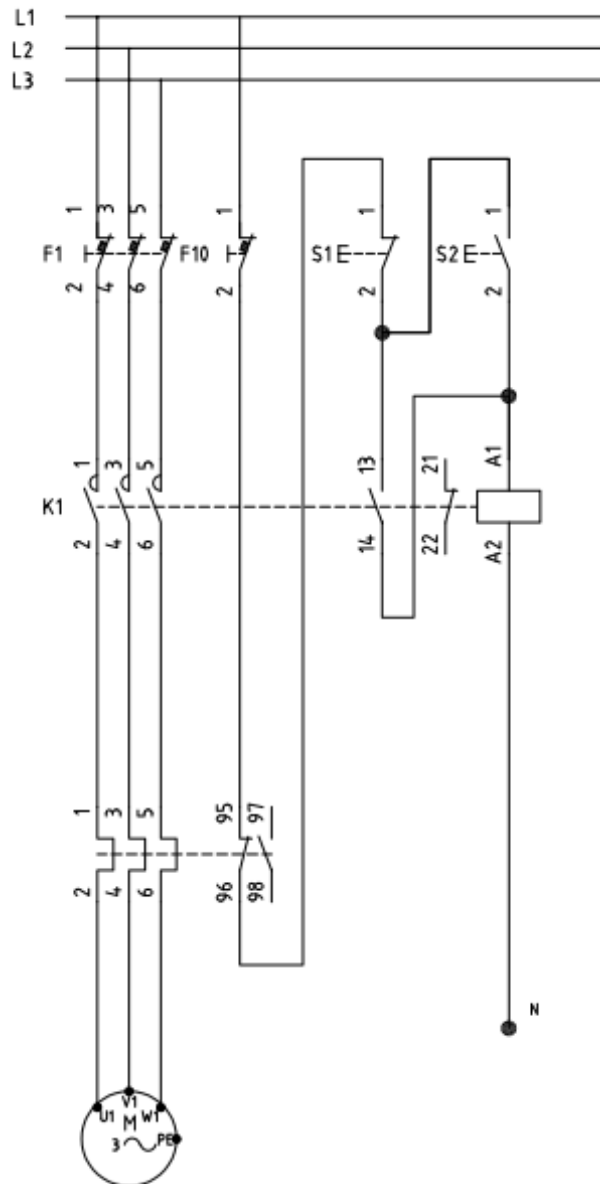 L1
L2
L3
1 3 5 1 1 1
F1 F10 S1 S2
2 4 6 2 2 2
1 3 5 13 21 A1
K1
2 4 6 14 22 A2
1 3 5 95 97
2 4 6 96 98
N
U1 V1 W1
M
3 PE